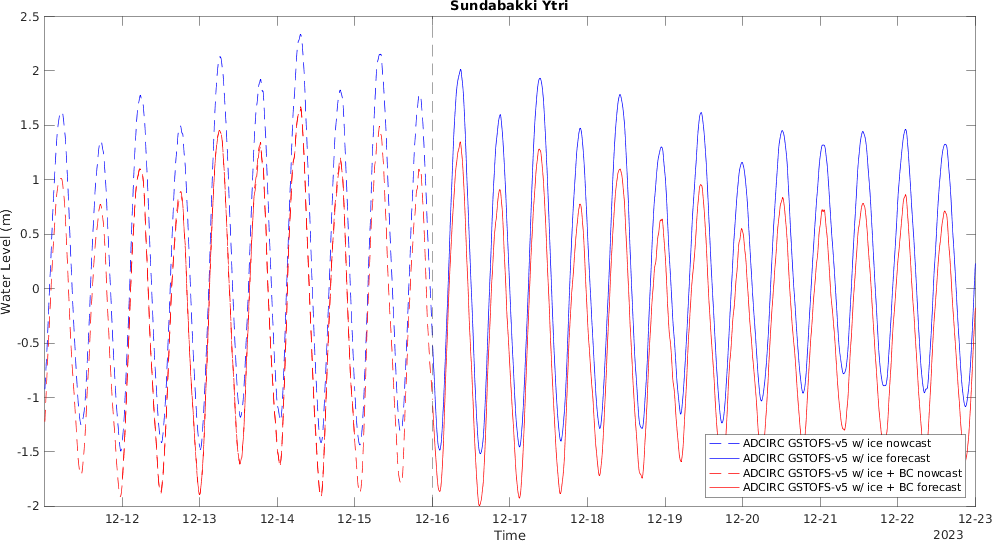 Sundabakki Ytri
2.5
2
1.5
1
0.5
0
-0.5
-1
-1.5
-2
Water Level (m)
12-12 12-13 12-14 12-15 12-16 12-17 12-18 12-19 12-20 12-21 12-22 12-23
Time
2023
ADCIRC GSTOFS-v5 w/ ice nowcast
ADCIRC GSTOFS-v5 w/ ice forecast
ADCIRC GSTOFS-v5 w/ ice + BC nowcast
ADCIRC GSTOFS-v5 w/ ice + BC forecast